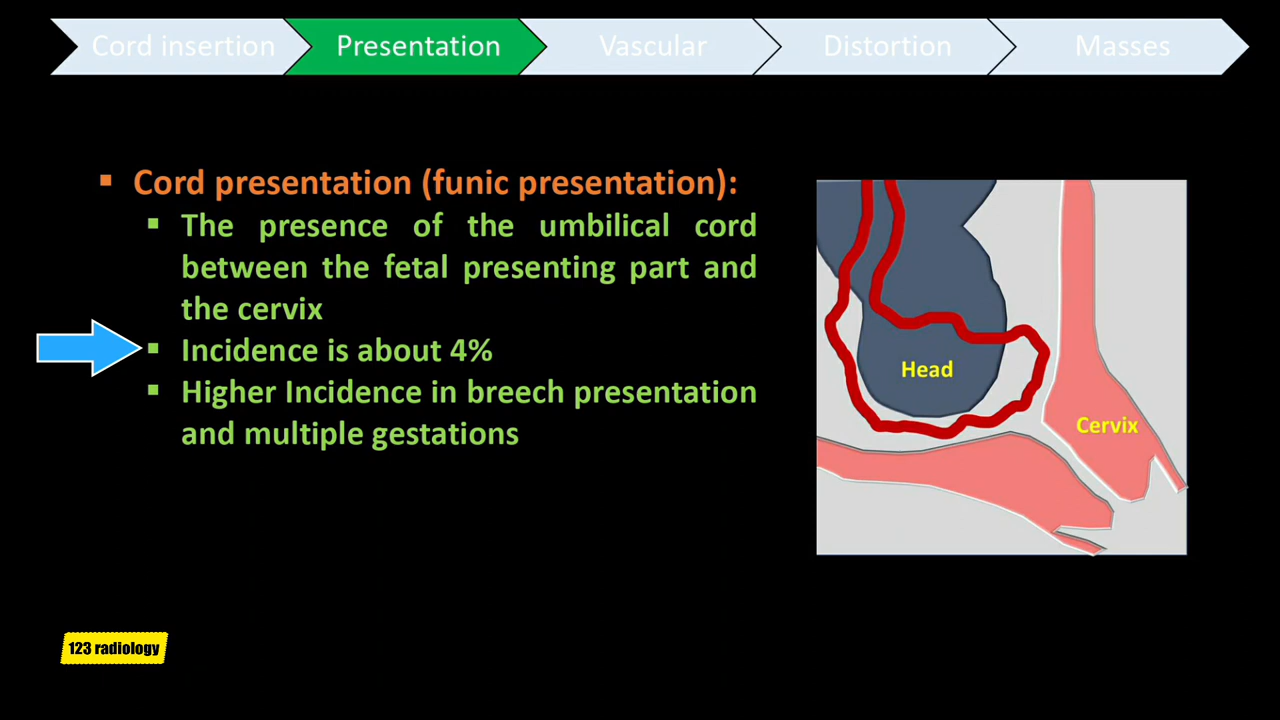 Cord insertion
Presentation
Vascular
Distortion
Masses
Cord presentation (funic presentation):
The presence of the umbilical cord
between the fetal presenting part and
the cervix
Incidence is about 4%
Higher Incidence in breech presentation
and multiple gestations
Head
Cervix
123 radiology